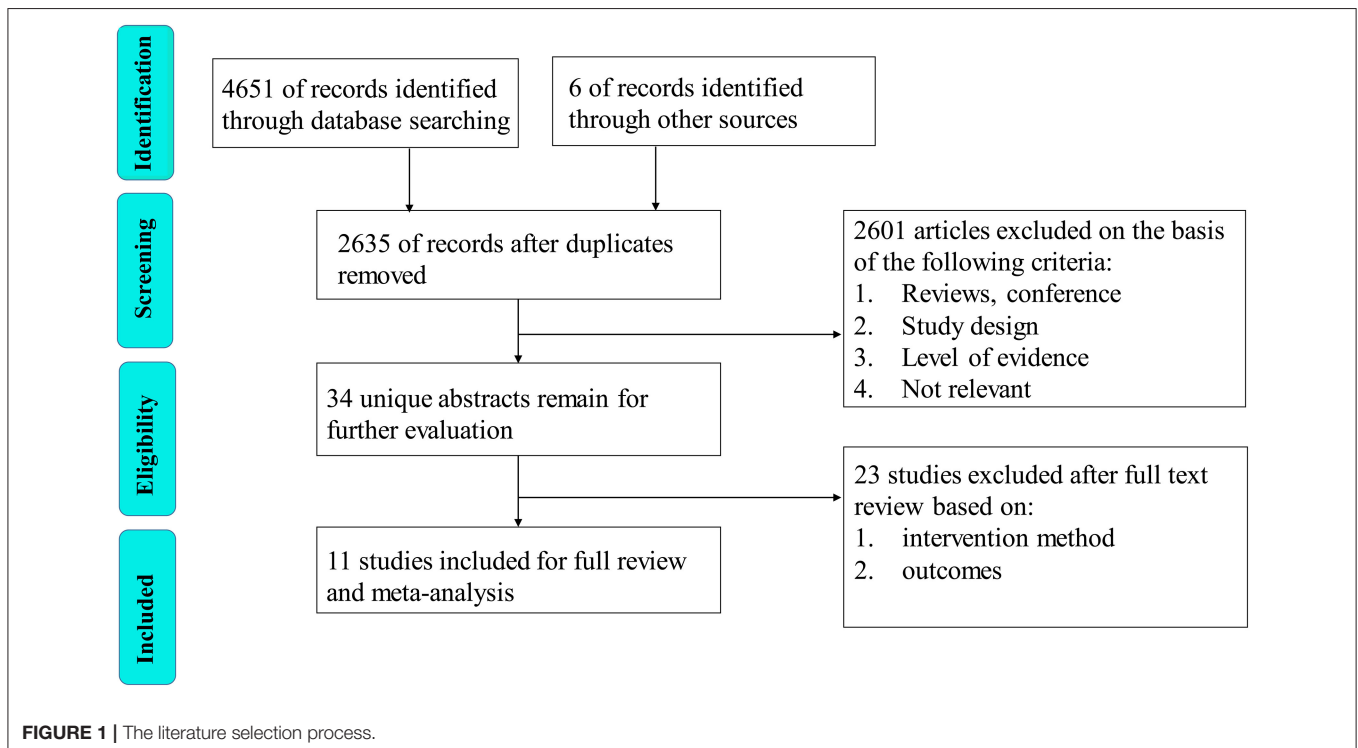 Identification
4651 of records identified
through database searching
6 of records identified
through other sources
Screening
2635 of records after duplicates
removed
2601 articles excluded on the basis
of the following criteria:
1. Reviews, conference
2. Study design
3. Level of evidence
4. Not relevant
Eligibility
34 unique abstracts remain for
further evaluation
23 studies excluded after full text
review based on:
1. intervention method
2. outcomes
Included
11 studies included for full review
and meta-analysis
FIGURE 1 | The literature selection process.